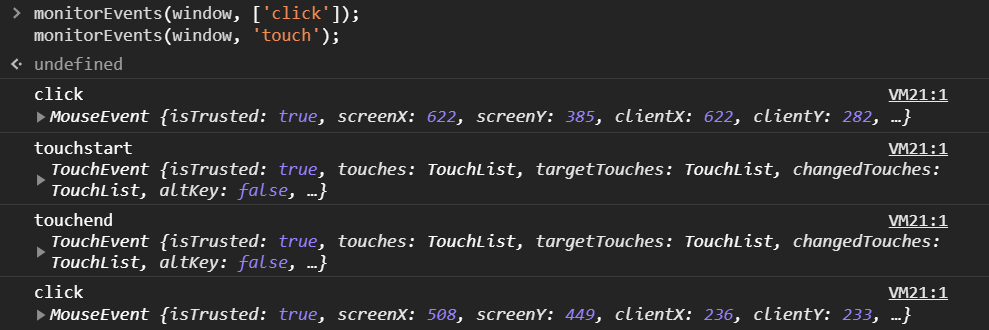 > monitorEvents(window, ['click']);
monitorEvents(window, 'touch');
undefined
click VM21:1
▶MouseEvent {isTrusted: true, screenX: 622, screenY: 385, clientX: 622, clientY: 282, …}
touchstart VM21:1
▶TouchEvent {isTrusted: true, touches: TouchList, targetTouches: TouchList, changedTouches:
TouchList, altKey: false, …}
touchend VM21:1
▶TouchEvent {isTrusted: true, touches: TouchList, targetTouches: TouchList, changedTouches:
TouchList, altKey: false, …}
click VM21:1
▶MouseEvent {isTrusted: true, screenX: 508, screenY: 449, clientX: 236, clientY: 233, …}